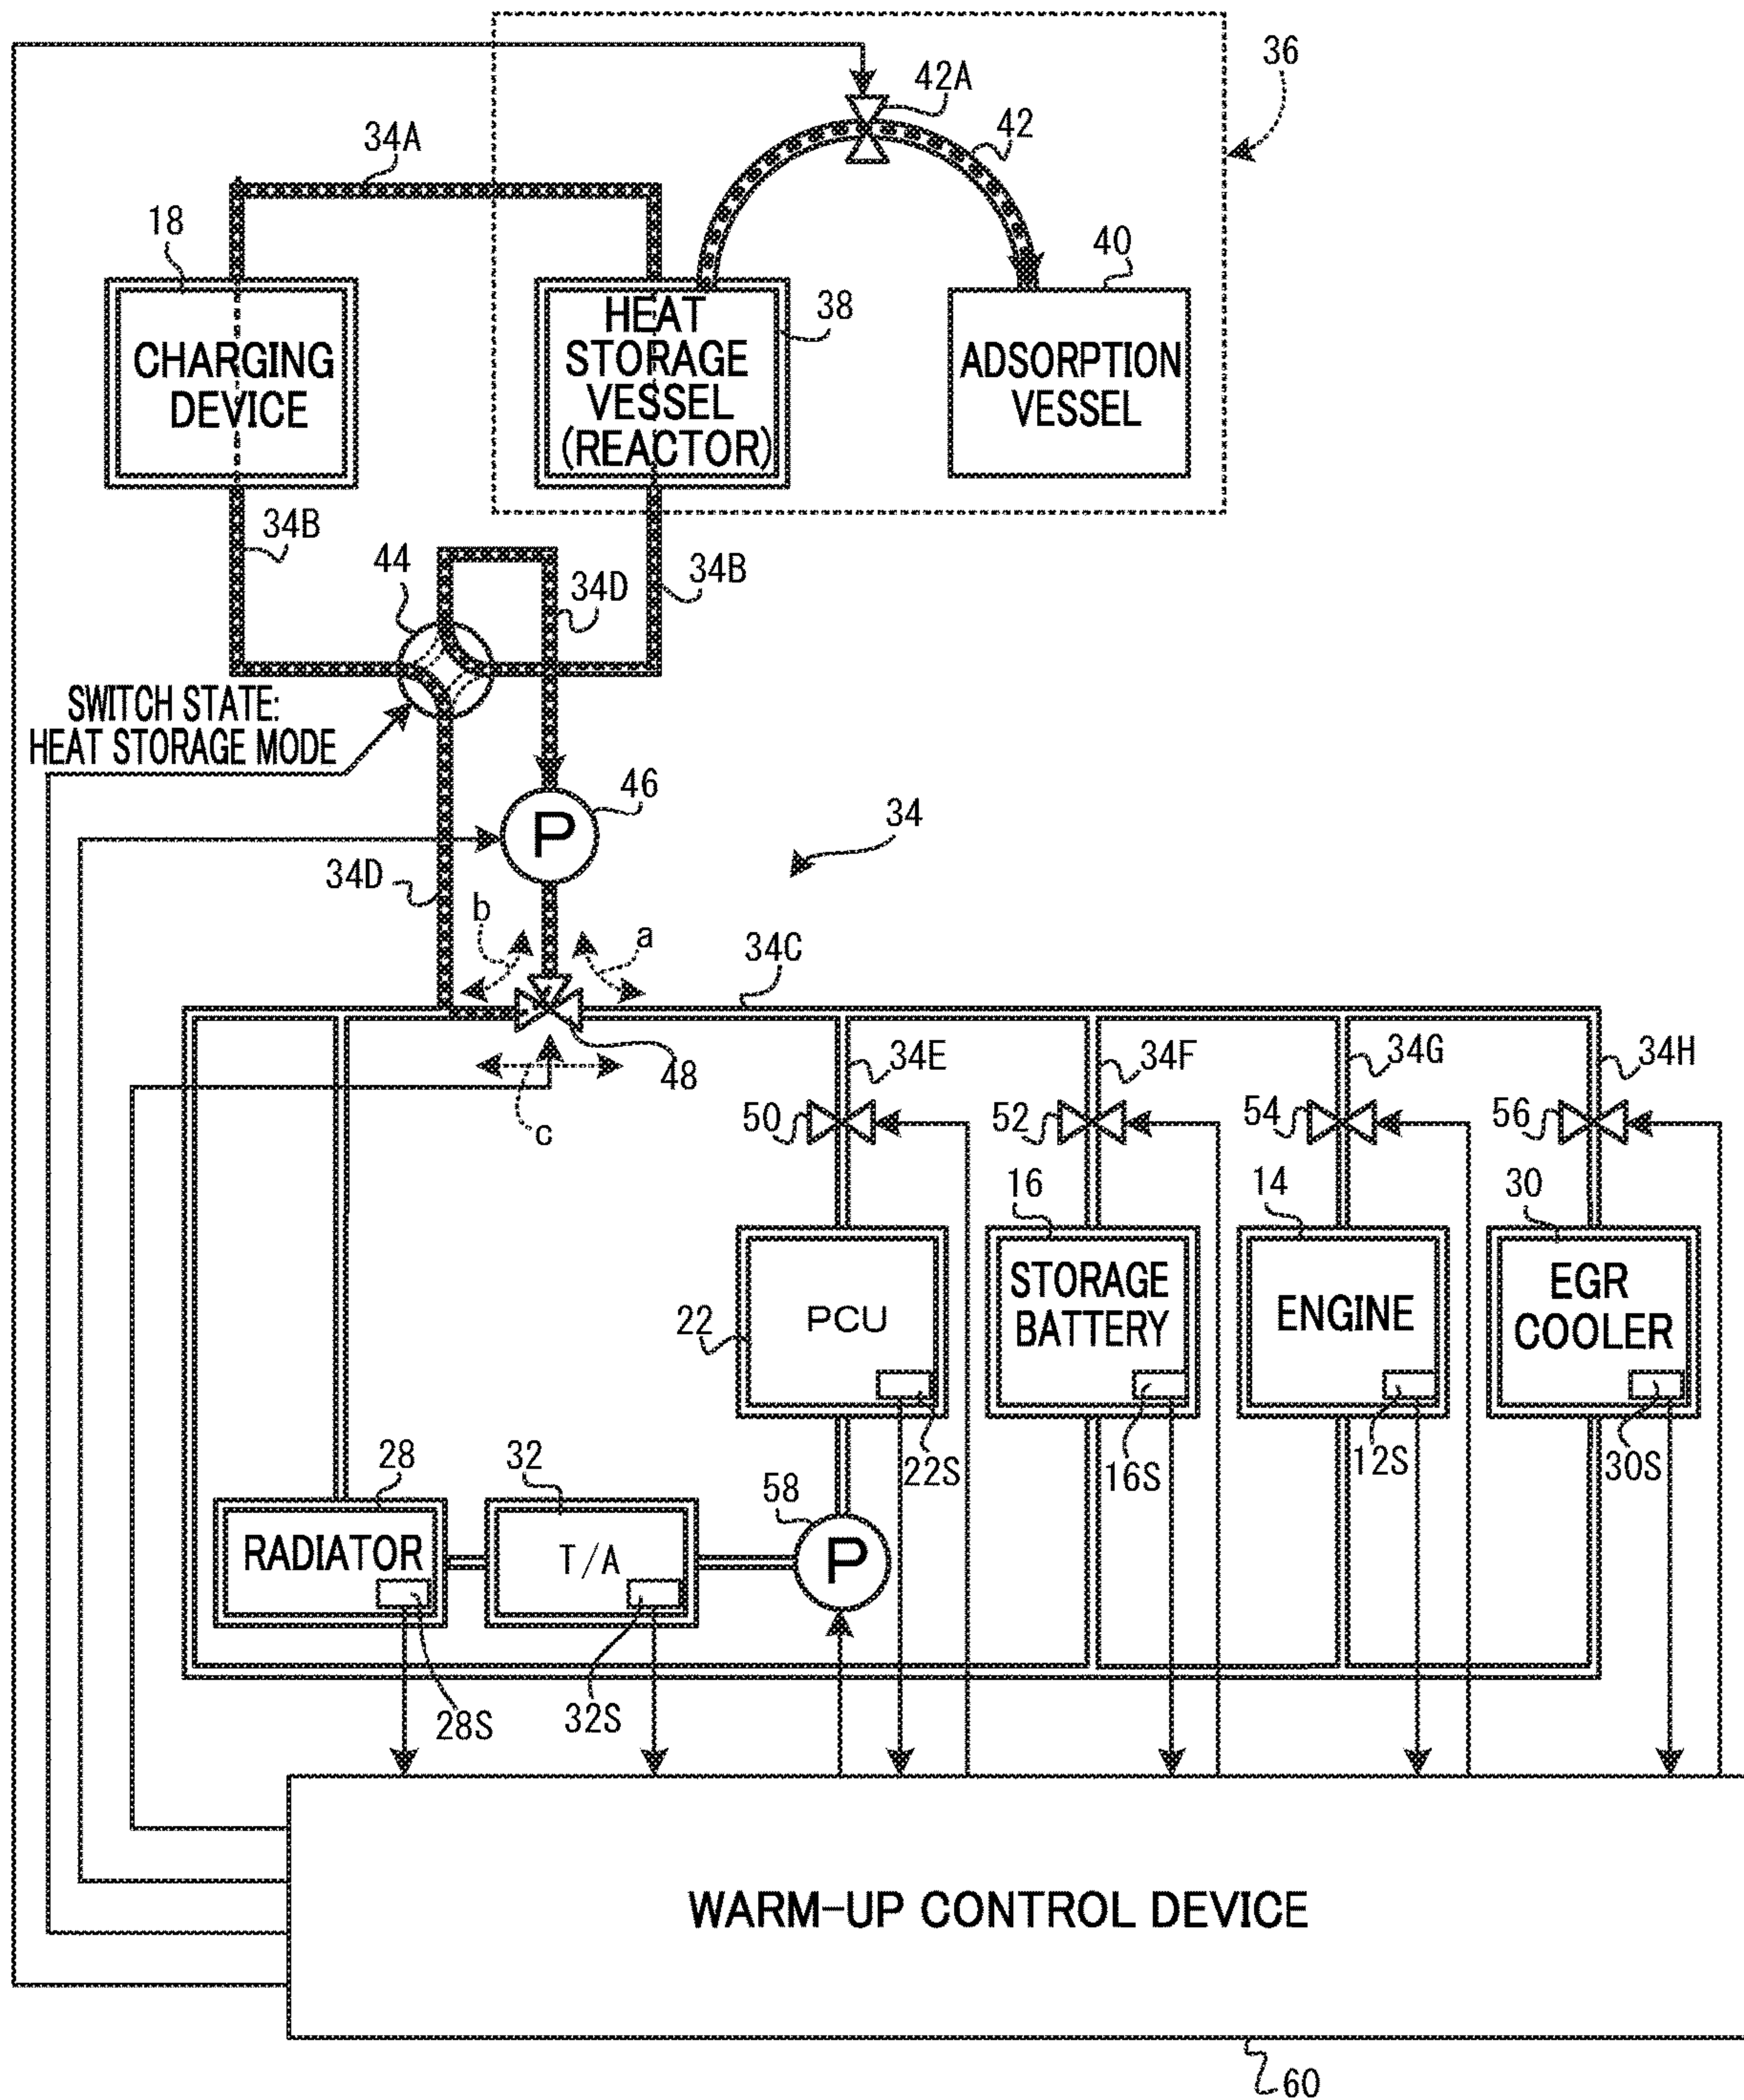 36
42A
42
34A
18
40
CHARGING
DEVICE
HEAT
STORAGE
VESSEL
(REACTOR)
38
ADSORPTION
VESSEL
34B
44
34D
34B
SWITCH STATE:
HEAT STORAGE MODE
46
P
34
34D
b
a
34C
48
c
34E
34F
34G
34H
50
52
54
56
16
14
30
22
PCU
STORAGE
BATTERY
ENGINE
EGR
COOLER
22S
16S
12S
30S
28
32
58
RADIATOR
T/A
P
28S
32S
WARM-UP CONTROL DEVICE
60